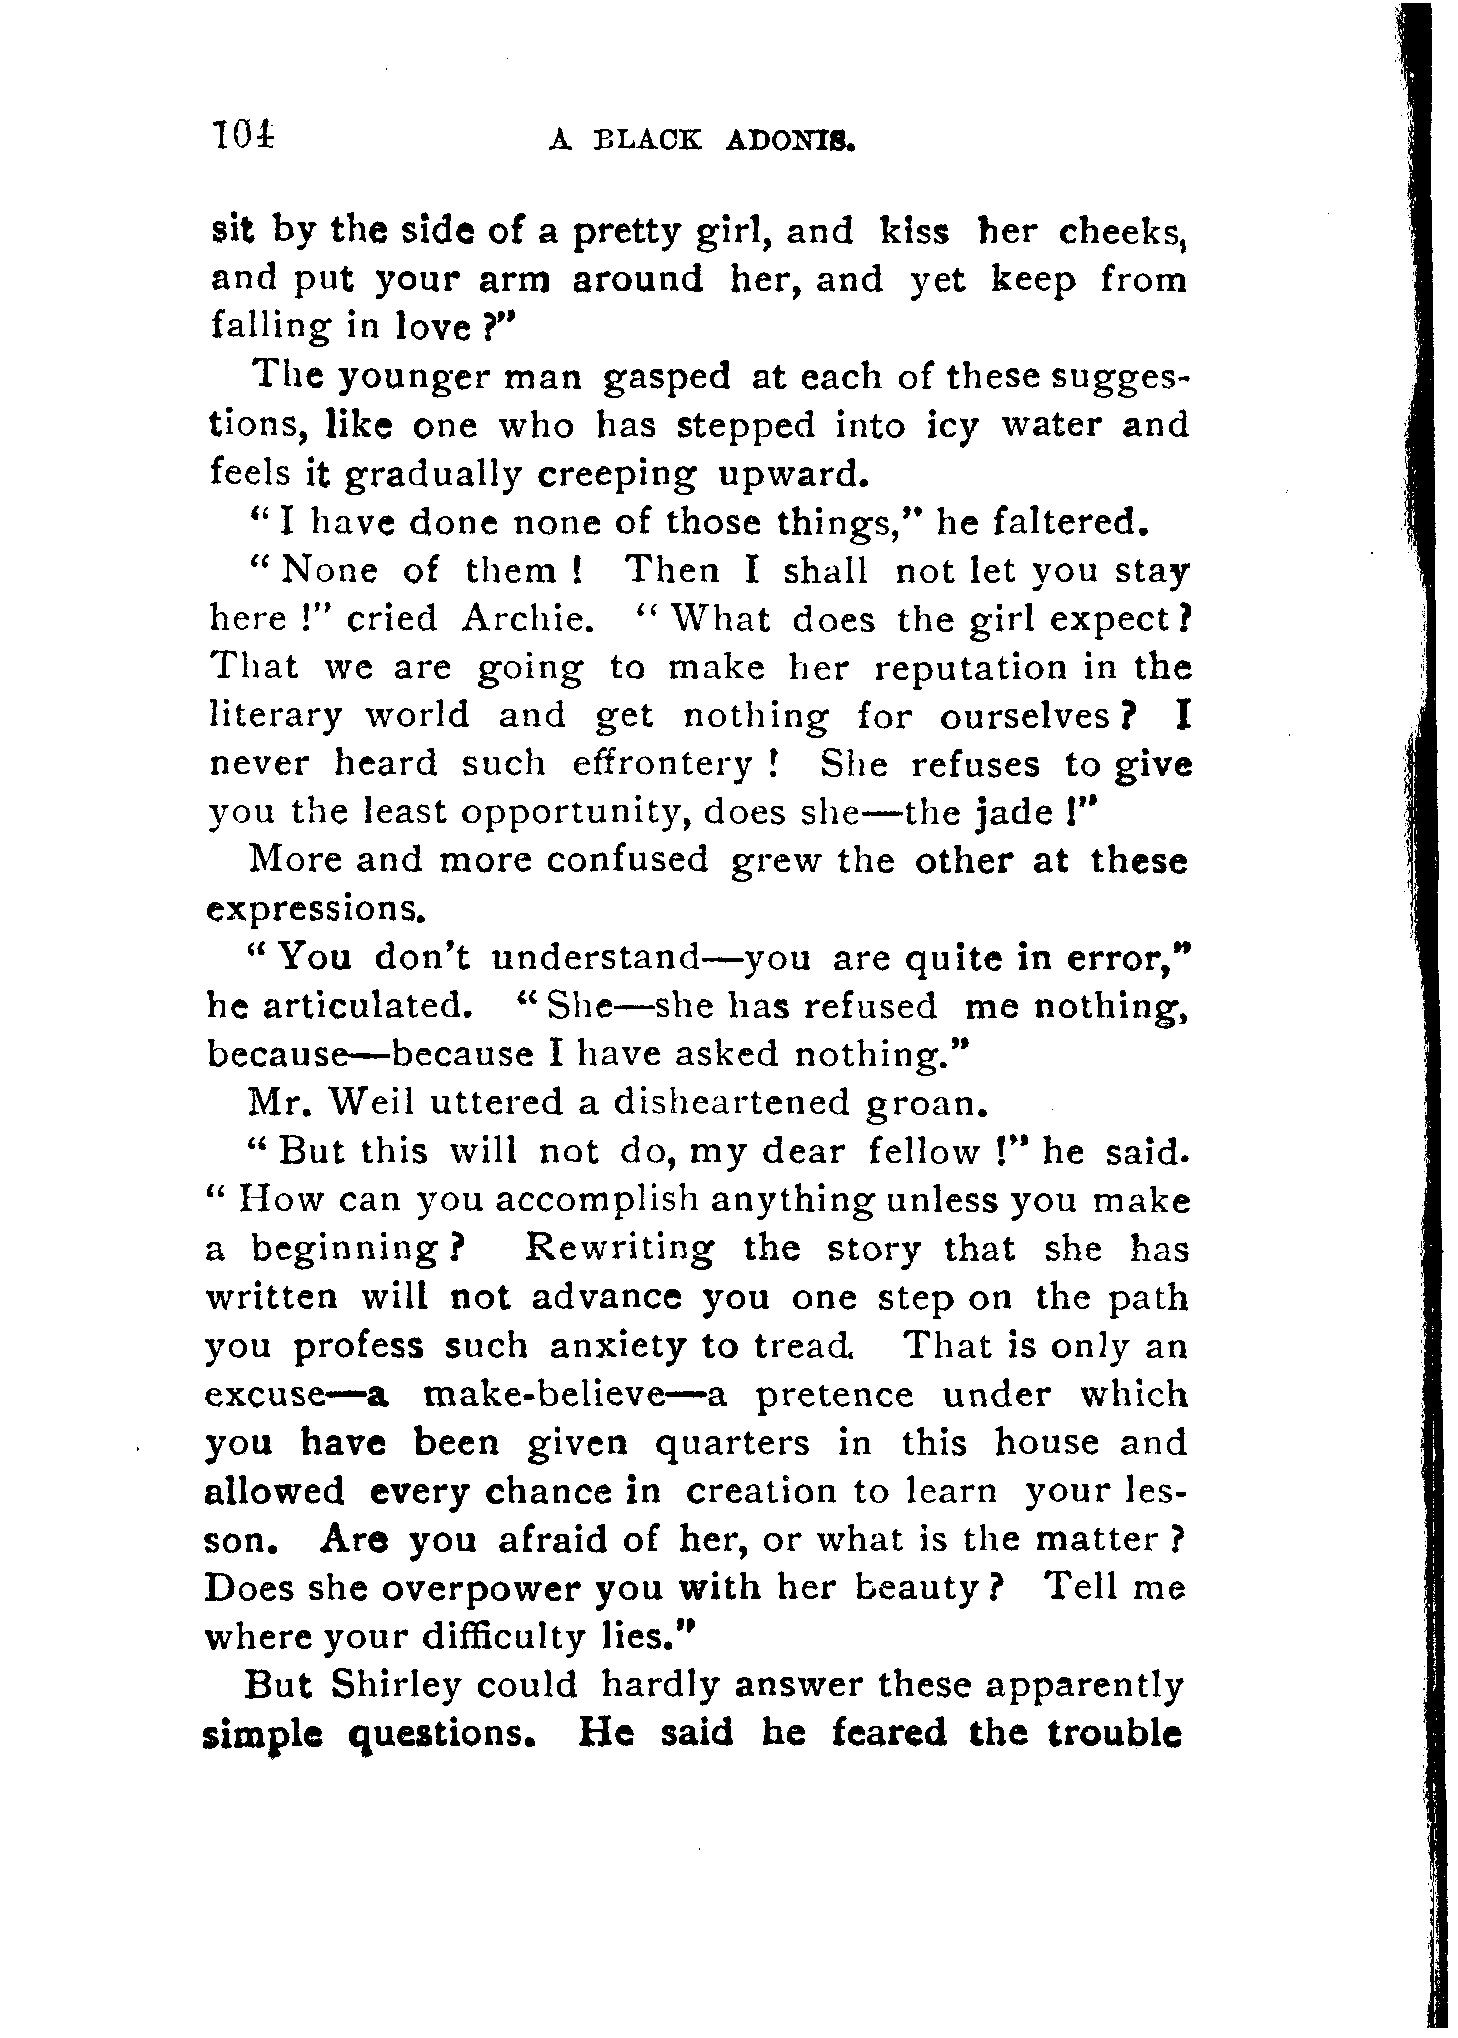 104 A BLACK ADONIS.
sit by the side of a pretty girl, and kiss her cheeks,
and put your arm around her, and yet keep from
falling in love ?"
The younger man gasped at each of these sugges-
tions, like one who has stepped into icy water and
feels it gradually creeping upward.
" I have done none of those things," he faltered.
" None of them ! Then I shall not let you stay
here !" cried Archie. " What does the girl expect ?
That we are going to make her reputation in the
literary world and get nothing for ourselves ? I
never heard such effrontery ! She refuses to give
you the least opportunity, does she—the jade !"
More and more confused grew the other at these
expressions.
" You don't understand—you are quite in error,"
he articulated. " She—she has refused me nothing,
because—because I have asked nothing."
Mr. Weil uttered a disheartened groan.
" But this will not do, my dear fellow !" he said.
" How can you accomplish anything unless you make
a beginning ? Rewriting the story that she has
written will not advance you one step on the path
you profess such anxiety to tread. That is only an
excuse—a make-believe—a pretence under which
you have been given quarters in this house and
allowed every chance in creation to learn your les-
son. Are you afraid of her, or what is the matter ?
Does she overpower you with her beauty ? Tell me
where your difficulty lies."
But Shirley could hardly answer these apparently
simple questions. He said he feared the trouble